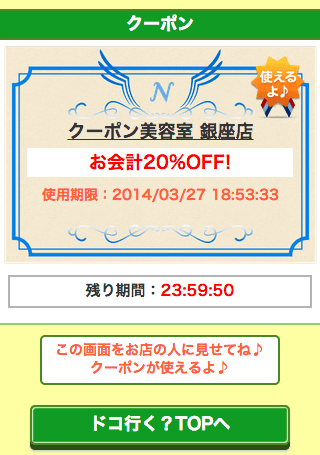 クーポン
使える
よ♪
N
クーポン美容室 銀座店
お会計20%OFF!
使用期限：2014/03/27 18:53:33
残り期間：23:59:50
この画面をお店の人に見せてね♪
クーポンが使えるよ♪
ドコ行く？TOPへ